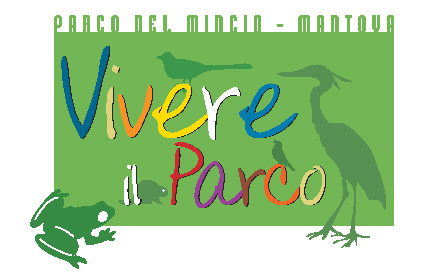 PARCO DEL MINCIO - MANTOVA
Vivere
il Parco